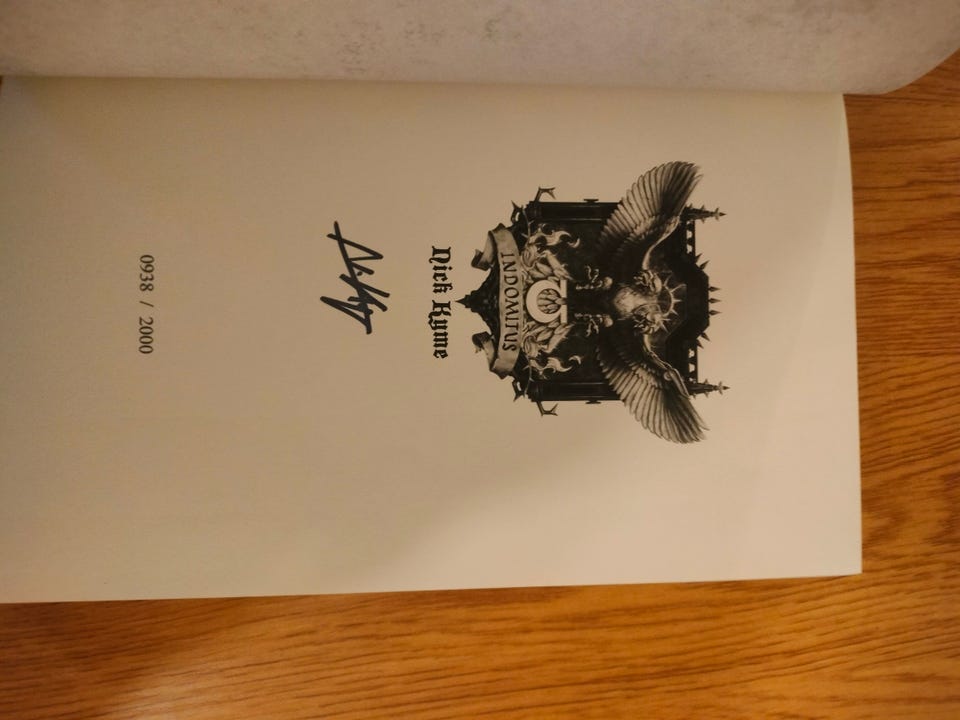 INDOMITUS
Nick Kyme
0938 / 2000